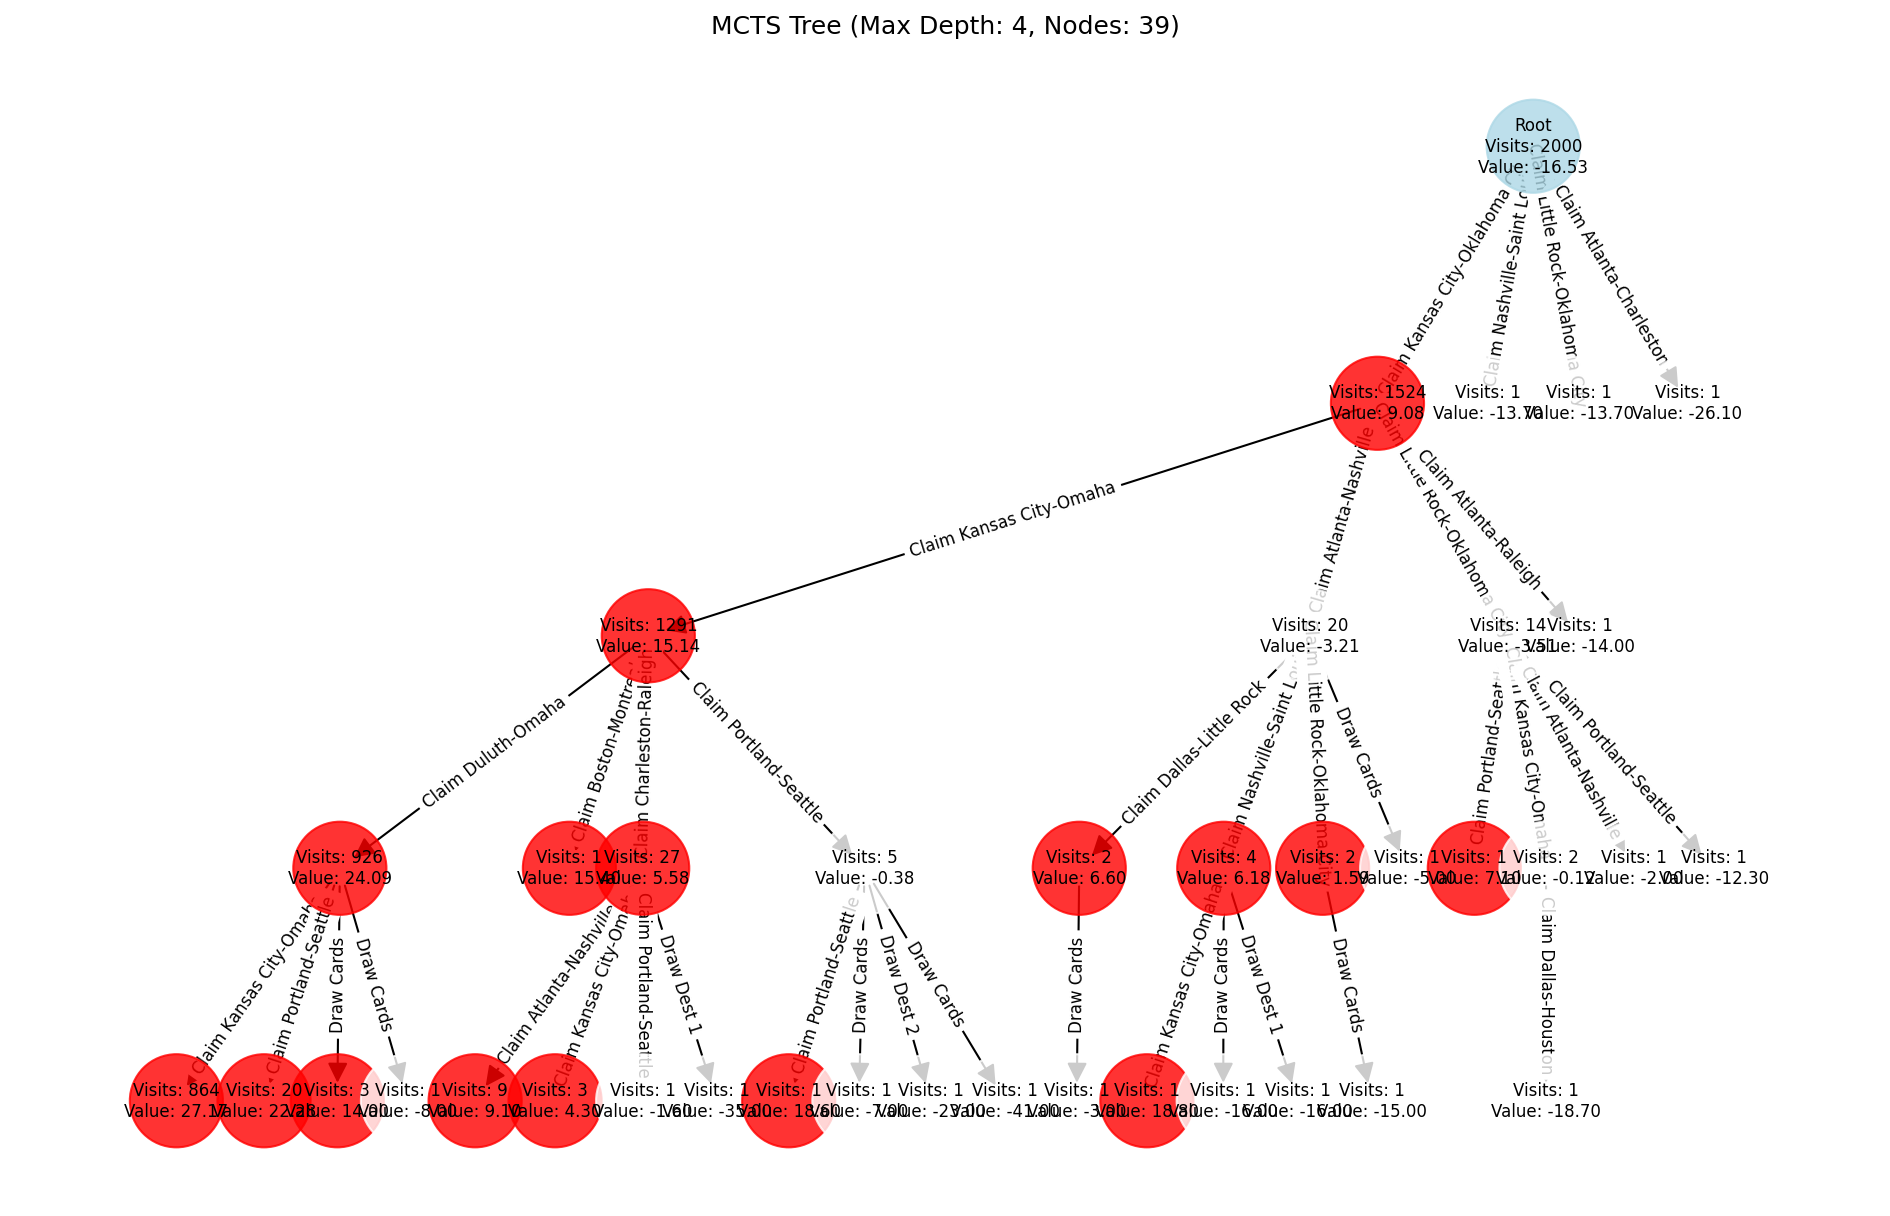 MCTS Tree (Max Depth: 4, Nodes: 39)
Root
Visits: 2000
Value: -16.53
Claim Kansas City-Oklahoma
Claim Nashville-Saint
Claim Little Rock-Oklahoma City
Claim Atlanta-Charleston
Visits: 1524
Value: 9.08
Visits: 1
Value: -13.70
Visits: 1
Value: -13.70
Visits: 1
Value: -26.10
Claim Kansas City-Omaha
Claim Atlanta-Nashville
Claim Little Rock-Oklahoma City
Claim Atlanta-Raleigh
Visits: 1291
Value: 15.14
Visits: 20
Value: -3.21
Visits: 14
Value: -3.51
Visits: 1
Value: -14.00
Claim Duluth-Omaha
Claim Boston-Montreal
Claim Charleston-Raleigh
Claim Portland-Seattle
Claim Dallas-Little Rock
Claim Nashville-Saint
Claim Little Rock-Oklahoma City
Draw Cards
Claim Portland-Seattle
Claim Kansas City-Omaha
Claim Atlanta-Nashville
Claim Portland-Seattle
Visits: 926
Value: 24.09
Visits: 1
Value: 15.40
Visits: 27
Value: 5.58
Visits: 5
Value: -0.38
Visits: 2
Value: 6.60
Visits: 4
Value: 6.18
Visits: 2
Value: 1.59
Visits: 1
Value: -5.00
Visits: 1
Value: 7.10
Visits: 2
Value: -0.12
Visits: 1
Value: -2.00
Visits: 1
Value: -12.30
Claim Kansas City-Omaha
Claim Portland-Seattle
Draw Cards
Draw Cards
Claim Atlanta-Nashville
Claim Kansas City-Omaha
Claim Portland-Seattle
Draw Dest 1
Claim Portland-Seattle
Draw Cards
Draw Dest 2
Draw Cards
Draw Cards
Claim Kansas City-Omaha
Draw Cards
Draw Dest 1
Draw Cards
Claim Dallas-Houston
Visits: 864
Value: 27.17
Visits: 20
Value: 22.28
Visits: 3
Value: 14.00
Visits: 1
Value: -8.00
Visits: 9
Value: 9.10
Visits: 3
Value: 4.30
Visits: 1
Value: -1.60
Visits: 1
Value: -35.00
Visits: 1
Value: 18.60
Visits: 1
Value: -7.00
Visits: 1
Value: -23.00
Visits: 1
Value: -41.00
Visits: 1
Value: -3.00
Visits: 1
Value: 18.80
Visits: 1
Value: -16.00
Visits: 1
Value: -16.00
Visits: 1
Value: -15.00
Visits: 1
Value: -18.70